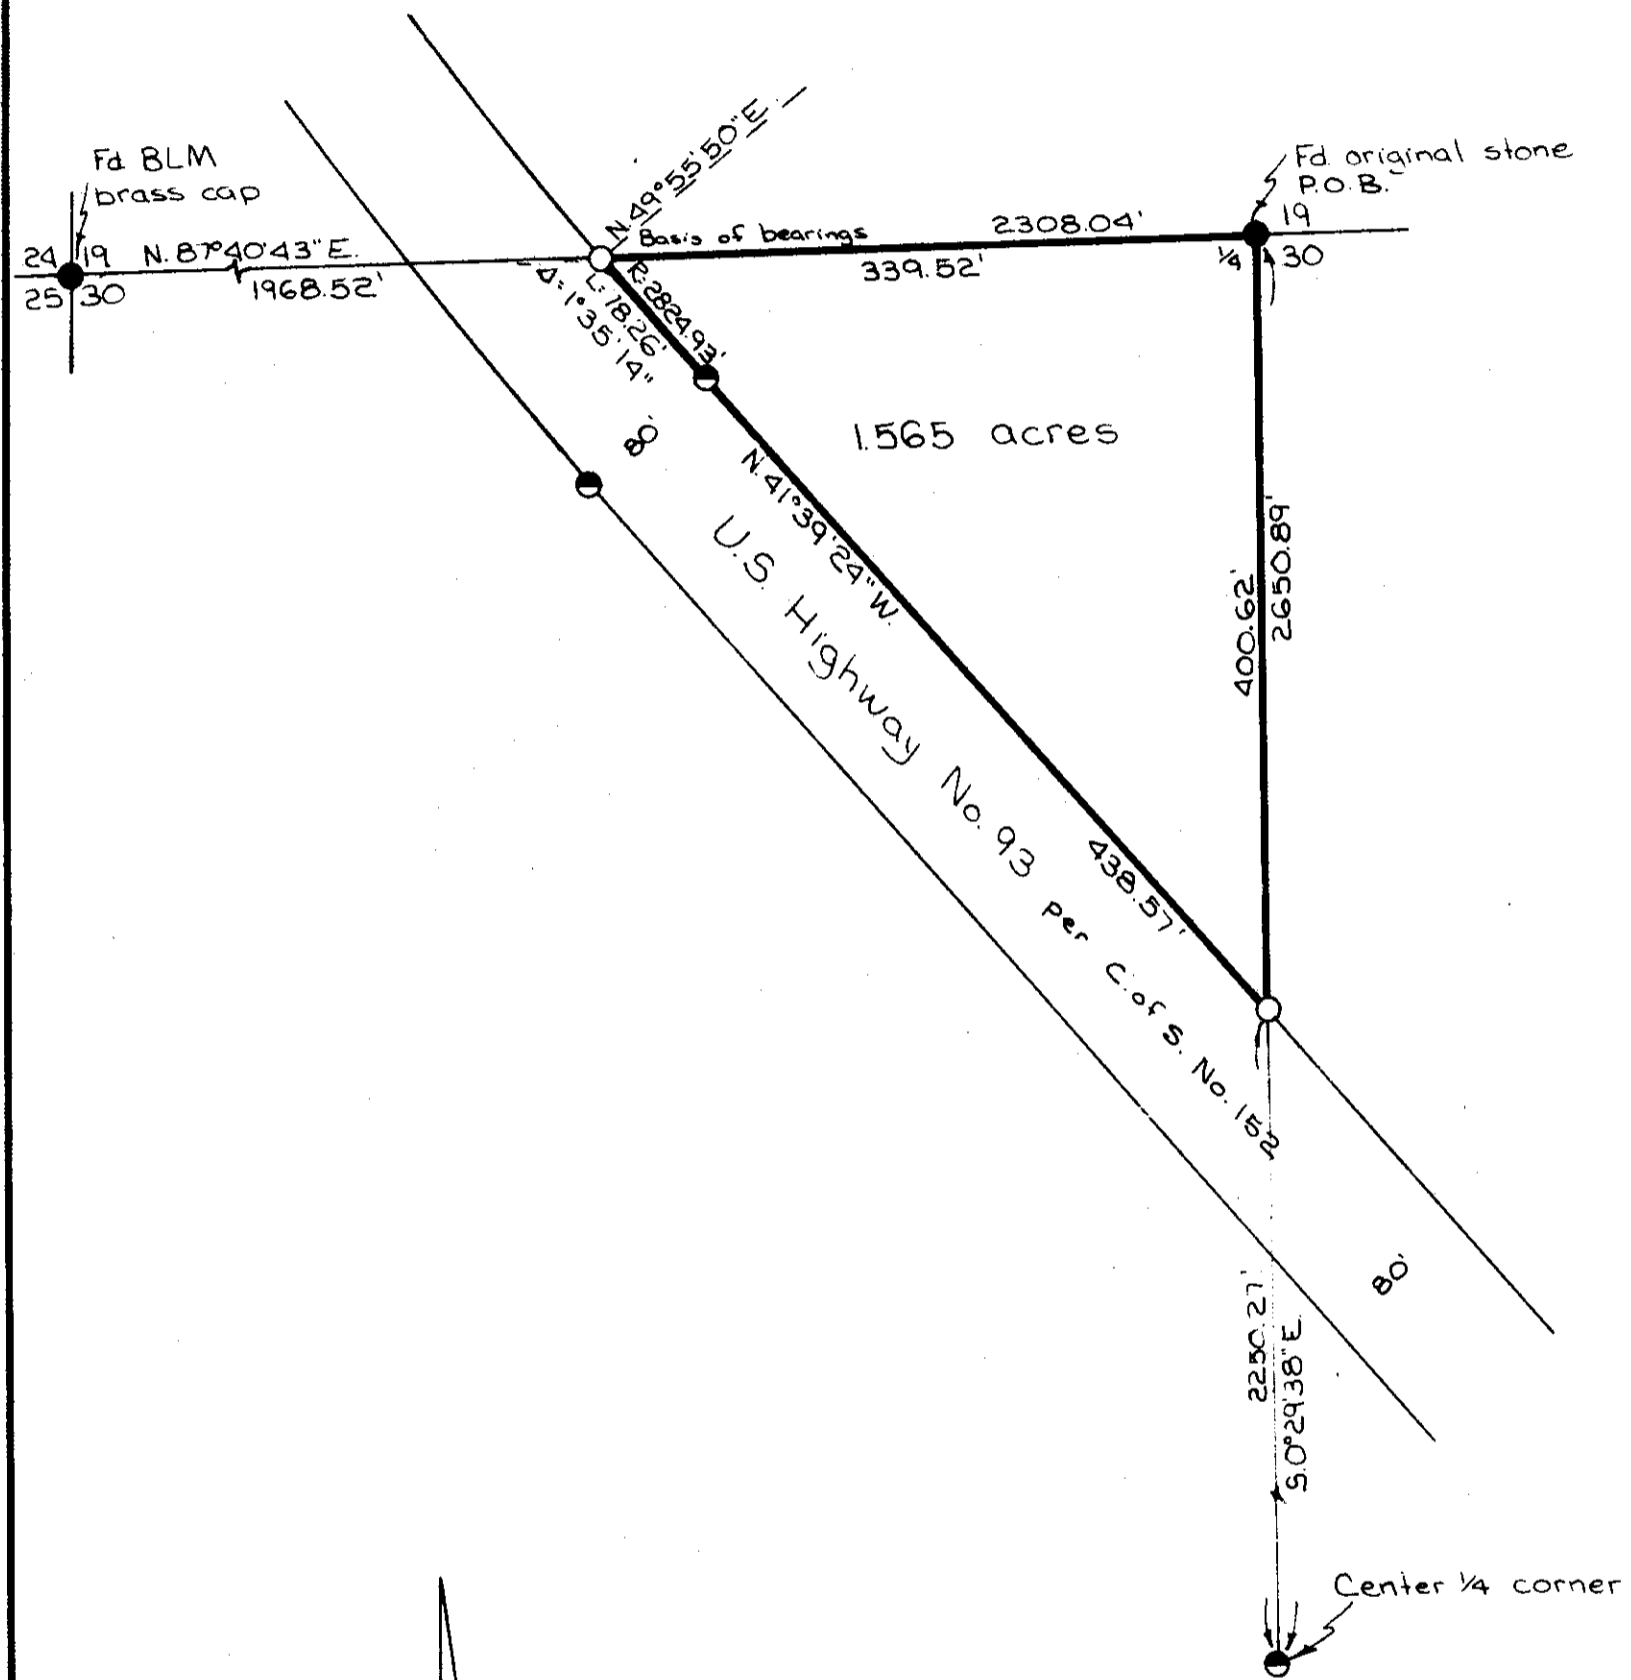 Fd. BLM
brass cap
24 19
25 30
N. 87°40'43" E.
1968.52'
N. 49°55'50" E.
Basis of bearings
2308.04'
339.52'
Fd. original stone
P.O.B.
19
1/4 30
R: 2824.93'
L: 78.26'
Δ: 1°35'14"
80'
1.565 acres
N. 41°39'24" W.
438.57'
400.62'
2650.89'
U.S. Highway No. 93 per C. of S. No. 152
80'
2250.27'
S. 0°29'38" E.
Center 1/4 corner